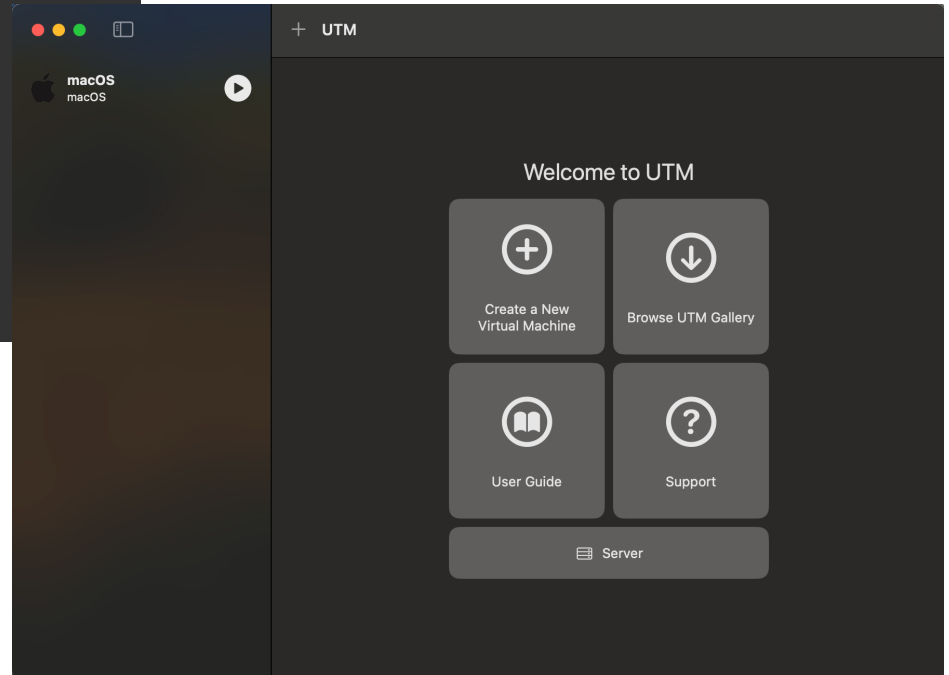 UTM
macOS
macOS
Welcome to UTM
Create a New
Virtual Machine
Browse UTM Gallery
User Guide
Support
Server